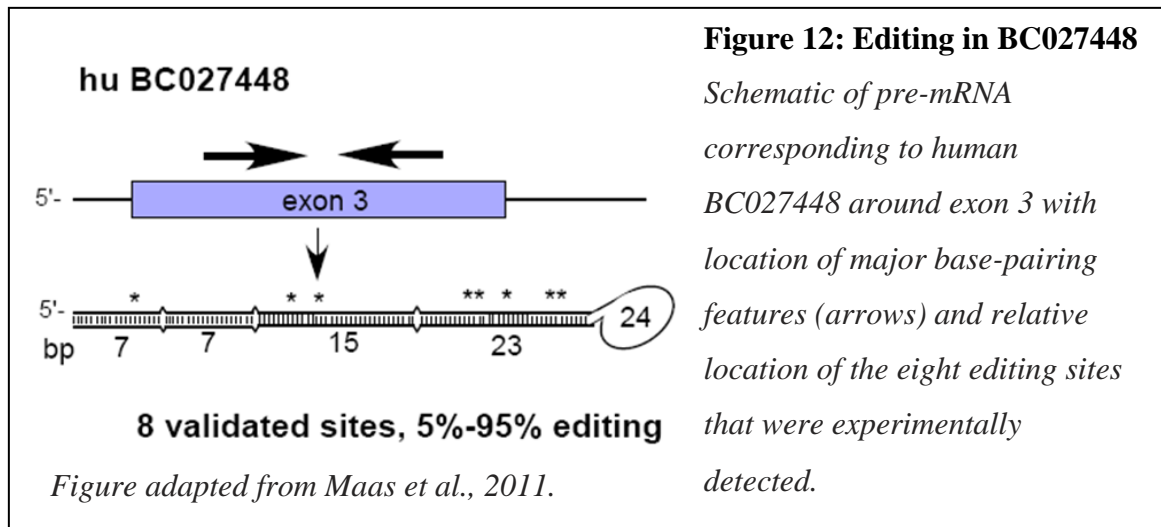 hu BC027448
5'-
exon 3
* * * ** * **
5'-
24
bp 7 7 15 23
8 validated sites, 5%-95% editing
Figure adapted from Maas et al., 2011.
Figure 12: Editing in BC027448
Schematic of pre-mRNA
corresponding to human
BC027448 around exon 3 with
location of major base-pairing
features (arrows) and relative
location of the eight editing sites
that were experimentally
detected.